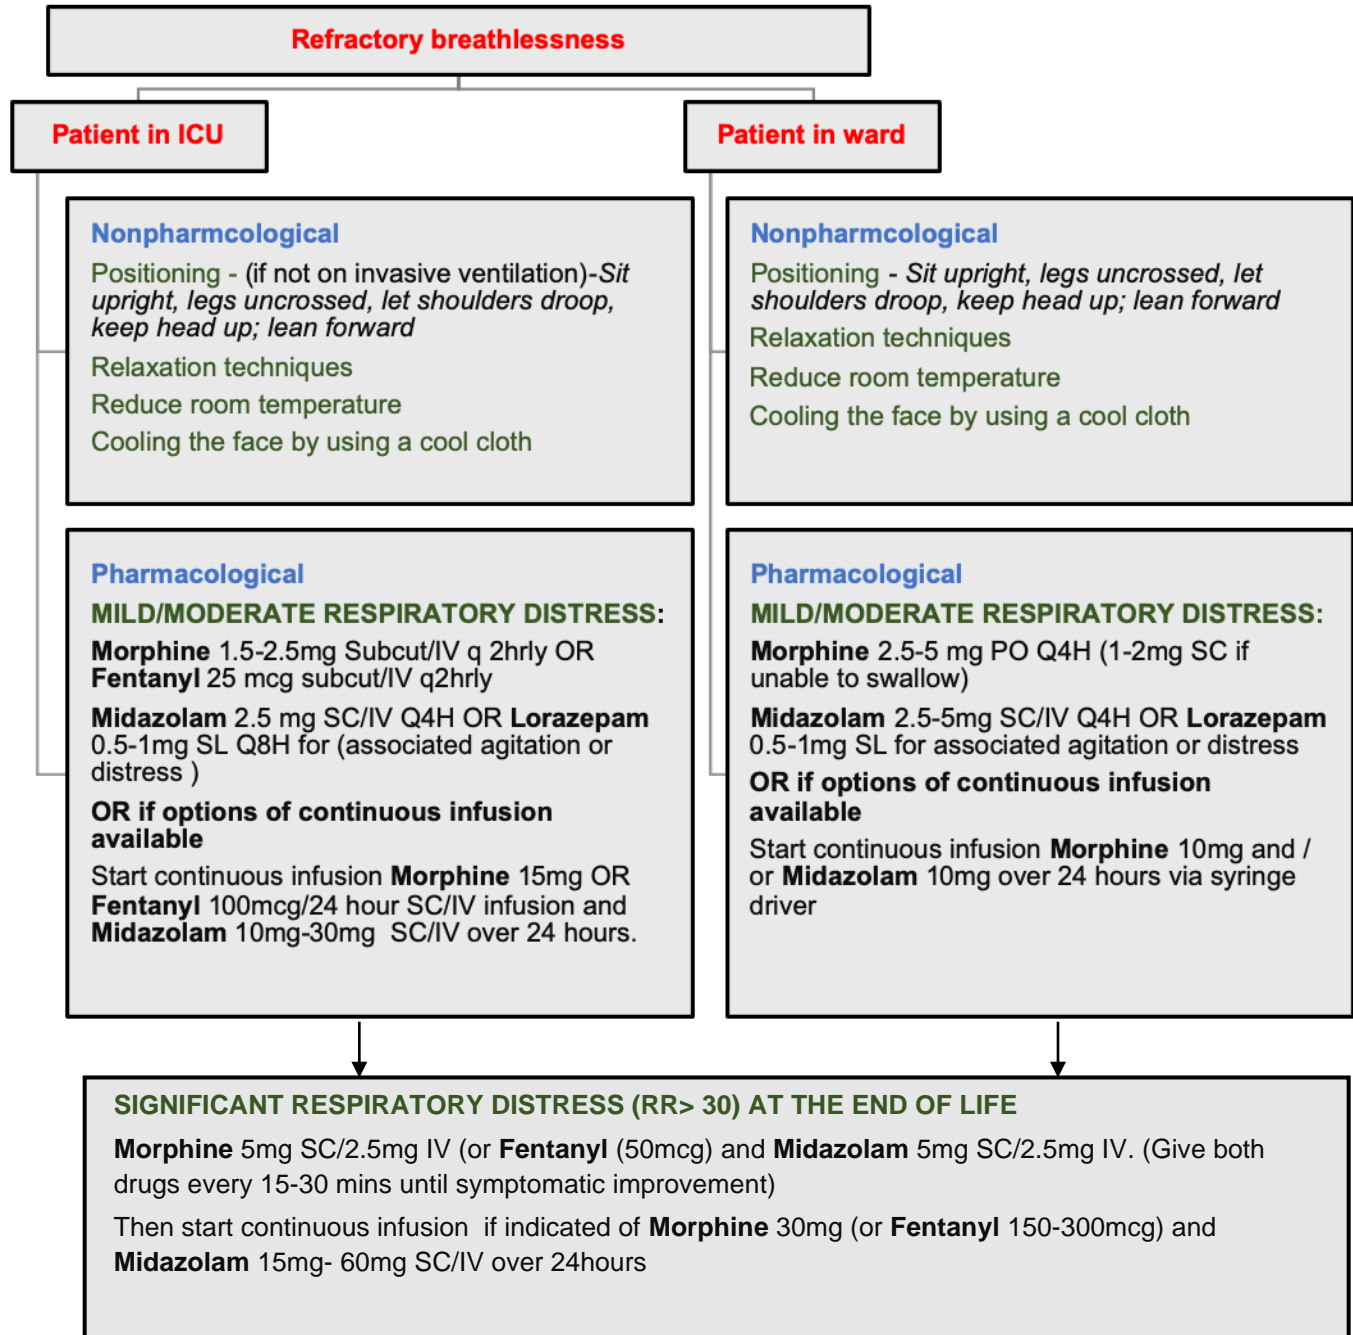 Refractory breathlessness
Patient in ICU
Patient in ward
Nonpharmcological
Positioning - (if not on invasive ventilation)-Sit
upright, legs uncrossed, let shoulders droop,
keep head up; lean forward
Relaxation techniques
Reduce room temperature
Cooling the face by using a cool cloth
Nonpharmcological
Positioning - Sit upright, legs uncrossed, let
shoulders droop, keep head up; lean forward
Relaxation techniques
Reduce room temperature
Cooling the face by using a cool cloth
Pharmacological
MILD/MODERATE RESPIRATORY DISTRESS:
Morphine 1.5-2.5mg Subcut/IV q 2hrly OR
Fentanyl 25 mcg subcut/IV q2hrly
Midazolam 2.5 mg SC/IV Q4H OR Lorazepam
0.5-1mg SL Q8H for (associated agitation or
distress )
OR if options of continuous infusion
available
Start continuous infusion Morphine 15mg OR
Fentanyl 100mcg/24 hour SC/IV infusion and
Midazolam 10mg-30mg  SC/IV over 24 hours.
Pharmacological
MILD/MODERATE RESPIRATORY DISTRESS:
Morphine 2.5-5 mg PO Q4H (1-2mg SC if
unable to swallow)
Midazolam 2.5-5mg SC/IV Q4H OR Lorazepam
0.5-1mg SL for associated agitation or distress
OR if options of continuous infusion
available
Start continuous infusion Morphine 10mg and /
or Midazolam 10mg over 24 hours via syringe
driver
SIGNIFICANT RESPIRATORY DISTRESS (RR> 30) AT THE END OF LIFE
Morphine 5mg SC/2.5mg IV (or Fentanyl (50mcg) and Midazolam 5mg SC/2.5mg IV. (Give both
drugs every 15-30 mins until symptomatic improvement)
Then start continuous infusion  if indicated of Morphine 30mg (or Fentanyl 150-300mcg) and
Midazolam 15mg- 60mg SC/IV over 24hours